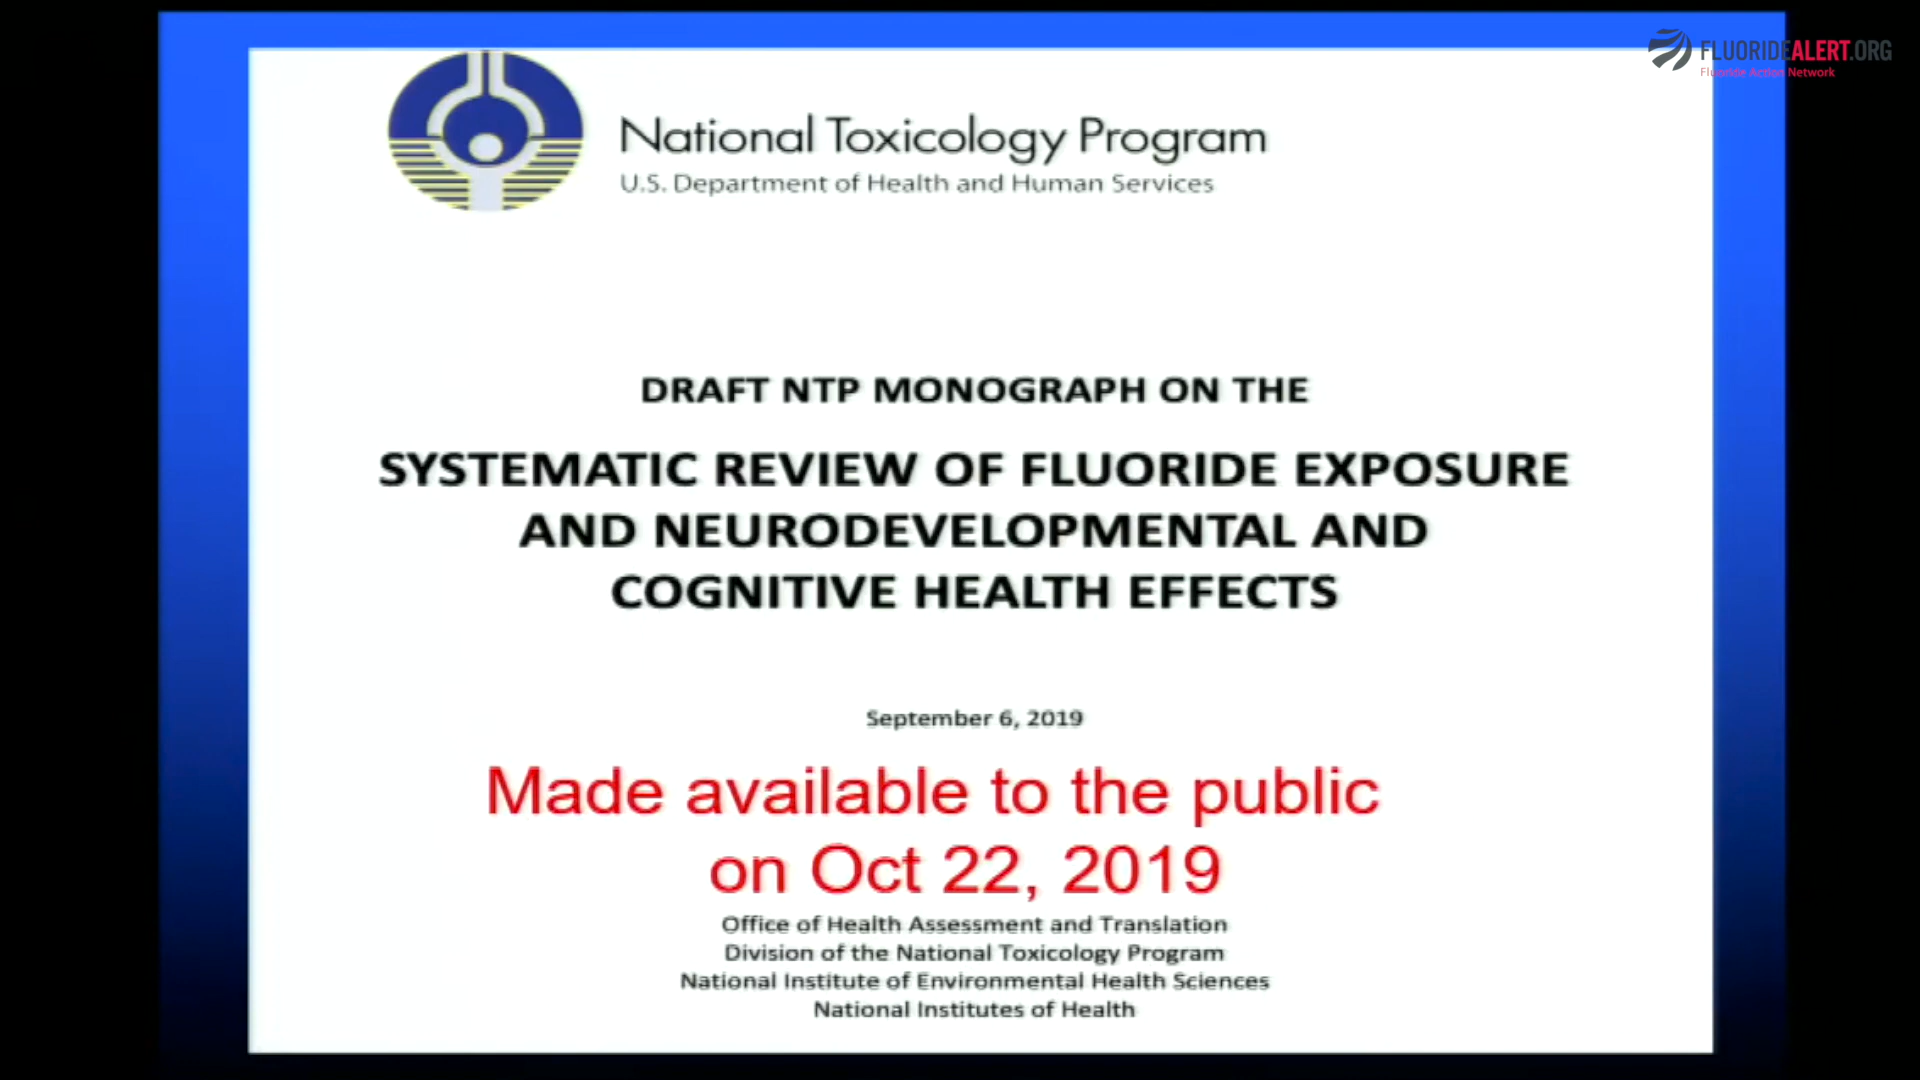 FLUORIDEALERT.ORG
Fluoride Action Network
National Toxicology Program
U.S. Department of Health and Human Services
DRAFT NTP MONOGRAPH ON THE
SYSTEMATIC REVIEW OF FLUORIDE EXPOSURE
AND NEURODEVELOPMENTAL AND
COGNITIVE HEALTH EFFECTS
September 6, 2019
Made available to the public
on Oct 22, 2019
Office of Health Assessment and Translation
Division of the National Toxicology Program
National Institute of Environmental Health Sciences
National Institutes of Health